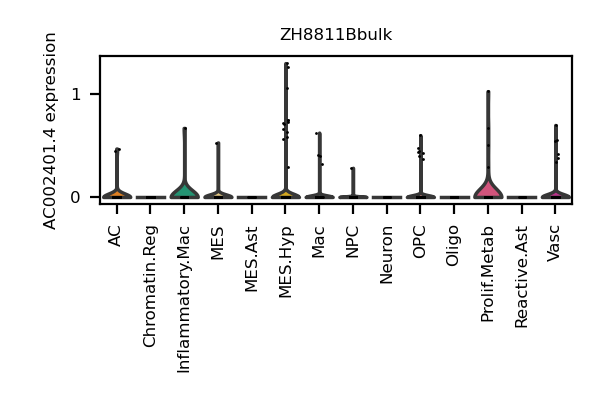 ZH8811Bbulk
AC002401.4 expression
1
0
AC
Chromatin.Reg
Inflammatory.Mac
MES
MES.Ast
MES.Hyp
Mac
NPC
Neuron
OPC
Oligo
Prolif.Metab
Reactive.Ast
Vasc